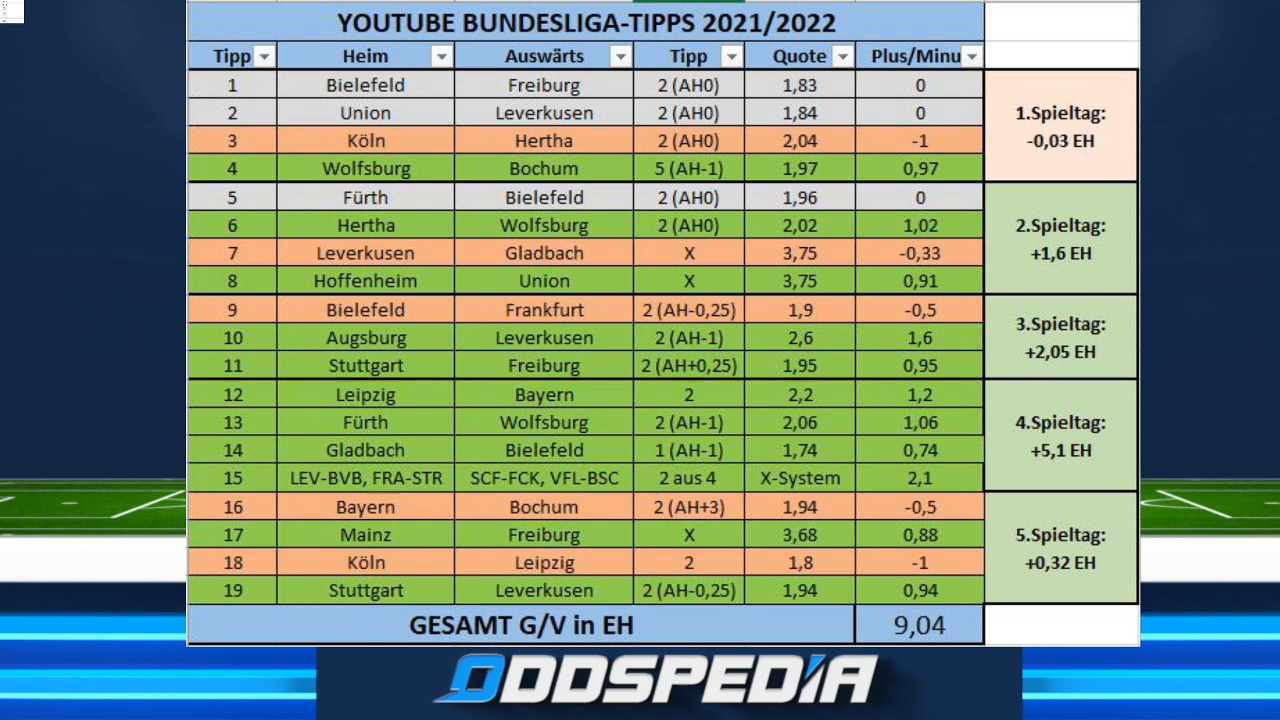 YOUTUBE BUNDESLIGA-TIPPS 2021/2022
Tipp Heim Auswärts Tipp Quote Plus/Minu
1 Bielefeld Freiburg 2 (AH0) 1,83 0
2 Union Leverkusen 2 (AH0) 1,84 0
3 Köln Hertha 2 (AH0) 2,04 -1
4 Wolfsburg Bochum 5 (AH-1) 1,97 0,97
1.Spieltag:
-0,03 EH
5 Fürth Bielefeld 2 (AH0) 1,96 0
6 Hertha Wolfsburg 2 (AH0) 2,02 1,02
7 Leverkusen Gladbach X 3,75 -0,33
8 Hoffenheim Union X 3,75 0,91
2.Spieltag:
+1,6 EH
9 Bielefeld Frankfurt 2 (AH-0,25) 1,9 -0,5
10 Augsburg Leverkusen 2 (AH-1) 2,6 1,6
11 Stuttgart Freiburg 2 (AH+0,25) 1,95 0,95
3.Spieltag:
+2,05 EH
12 Leipzig Bayern 2 2,2 1,2
13 Fürth Wolfsburg 2 (AH-1) 2,06 1,06
14 Gladbach Bielefeld 1 (AH-1) 1,74 0,74
15 LEV-BVB, FRA-STR SCF-FCK, VFL-BSC 2 aus 4 X-System 2,1
4.Spieltag:
+5,1 EH
16 Bayern Bochum 2 (AH+3) 1,94 -0,5
17 Mainz Freiburg X 3,68 0,88
18 Köln Leipzig 2 1,8 -1
19 Stuttgart Leverkusen 2 (AH-0,25) 1,94 0,94
5.Spieltag:
+0,32 EH
GESAMT G/V in EH 9,04
ODDSPEDIA